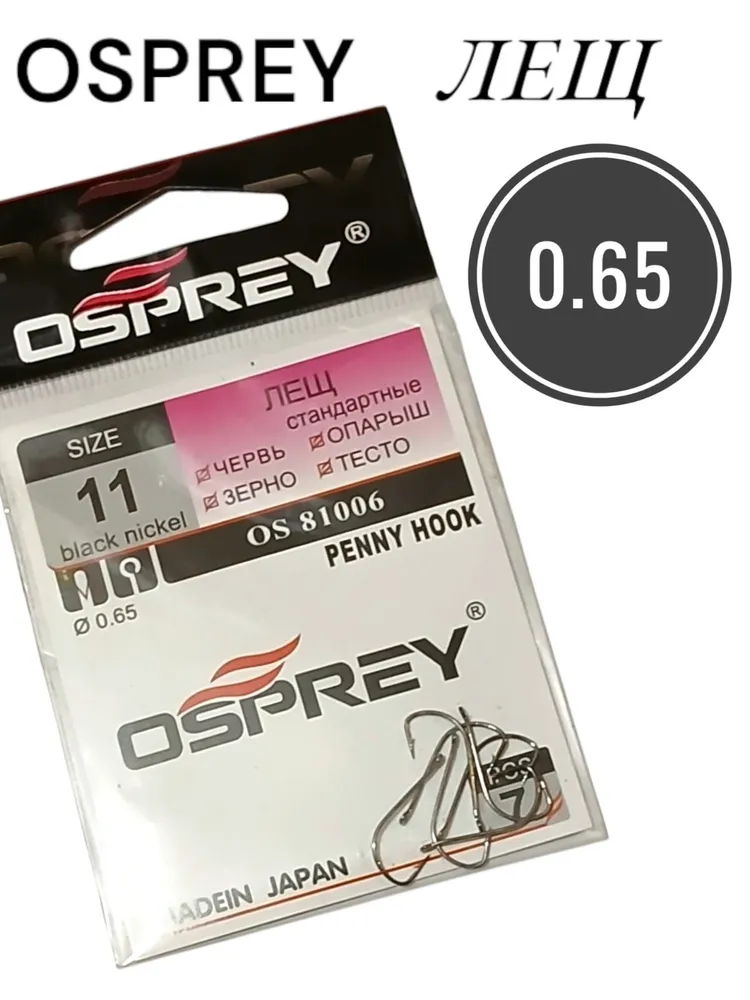 OSPREY ЛЕЩ
0.65
OSPREY®
ЛЕЩ
стандартные
ЧЕРВЬ ОПАРЫШ
ЗЕРНО ТЕСТО
SIZE
11
black nickel
OS 81006
PENNY HOOK
Ø 0.65
OSPREY®
PCS
7
MADEIN JAPAN